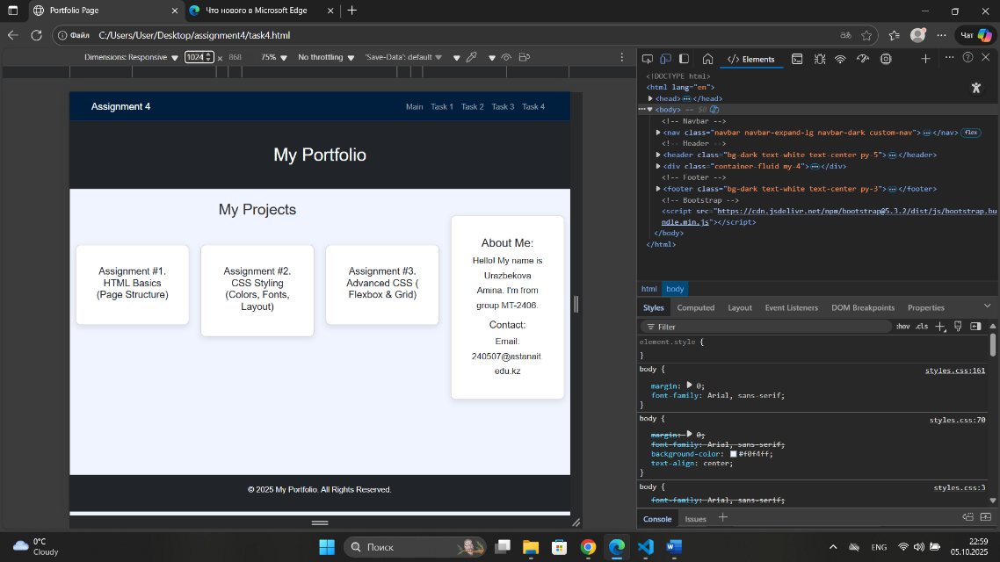 Portfolio Page
Что нового в Microsoft Edge
Файл C:/Users/User/Desktop/assignment4/task4.html
Чат
Dimensions: Responsive 1024 × 868 75% No throttling 'Save-Data': default
Assignment 4
Main Task 1 Task 2 Task 3 Task 4
My Portfolio
My Projects
Assignment #1.
HTML Basics
(Page Structure)
Assignment #2.
CSS Styling
(Colors, Fonts,
Layout)
Assignment #3.
Advanced CSS (
Flexbox & Grid)
About Me:
Hello! My name is
Urazbekova
Amina. I'm from
group MT-2406.
Contact:
Email:
240507@astanait.
edu.kz
© 2025 My Portfolio. All Rights Reserved.
Elements
<!DOCTYPE html>
<html lang="en">
<head> </head>
<body> == $0
<!-- Navbar -->
<nav class="navbar navbar-expand-lg navbar-dark custom-nav"> </nav> flex
<!-- Header -->
<header class="bg-dark text-white text-center py-5"> </header>
<div class="container-fluid my-4"> </div>
<!-- Footer -->
<footer class="bg-dark text-white text-center py-3"> </footer>
<!-- Bootstrap -->
<script src="https://cdn.jsdelivr.net/npm/bootstrap@5.3.2/dist/js/bootstrap.bu
ndle.min.js"></script>
</body>
</html>
html body
Styles Computed Layout Event Listeners DOM Breakpoints Properties
Filter :hov .cls
element.style {
}
body { styles.css:161
margin: 0;
font-family: Arial, sans-serif;
}
body { styles.css:70
margin: 0;
font-family: Arial, sans-serif;
background-color: #f0f4ff;
text-align: center;
}
body { styles.css:3
font-family: Arial, sans-serif;
Console Issues
0°C
Cloudy
Поиск
ENG
22:59
05.10.2025